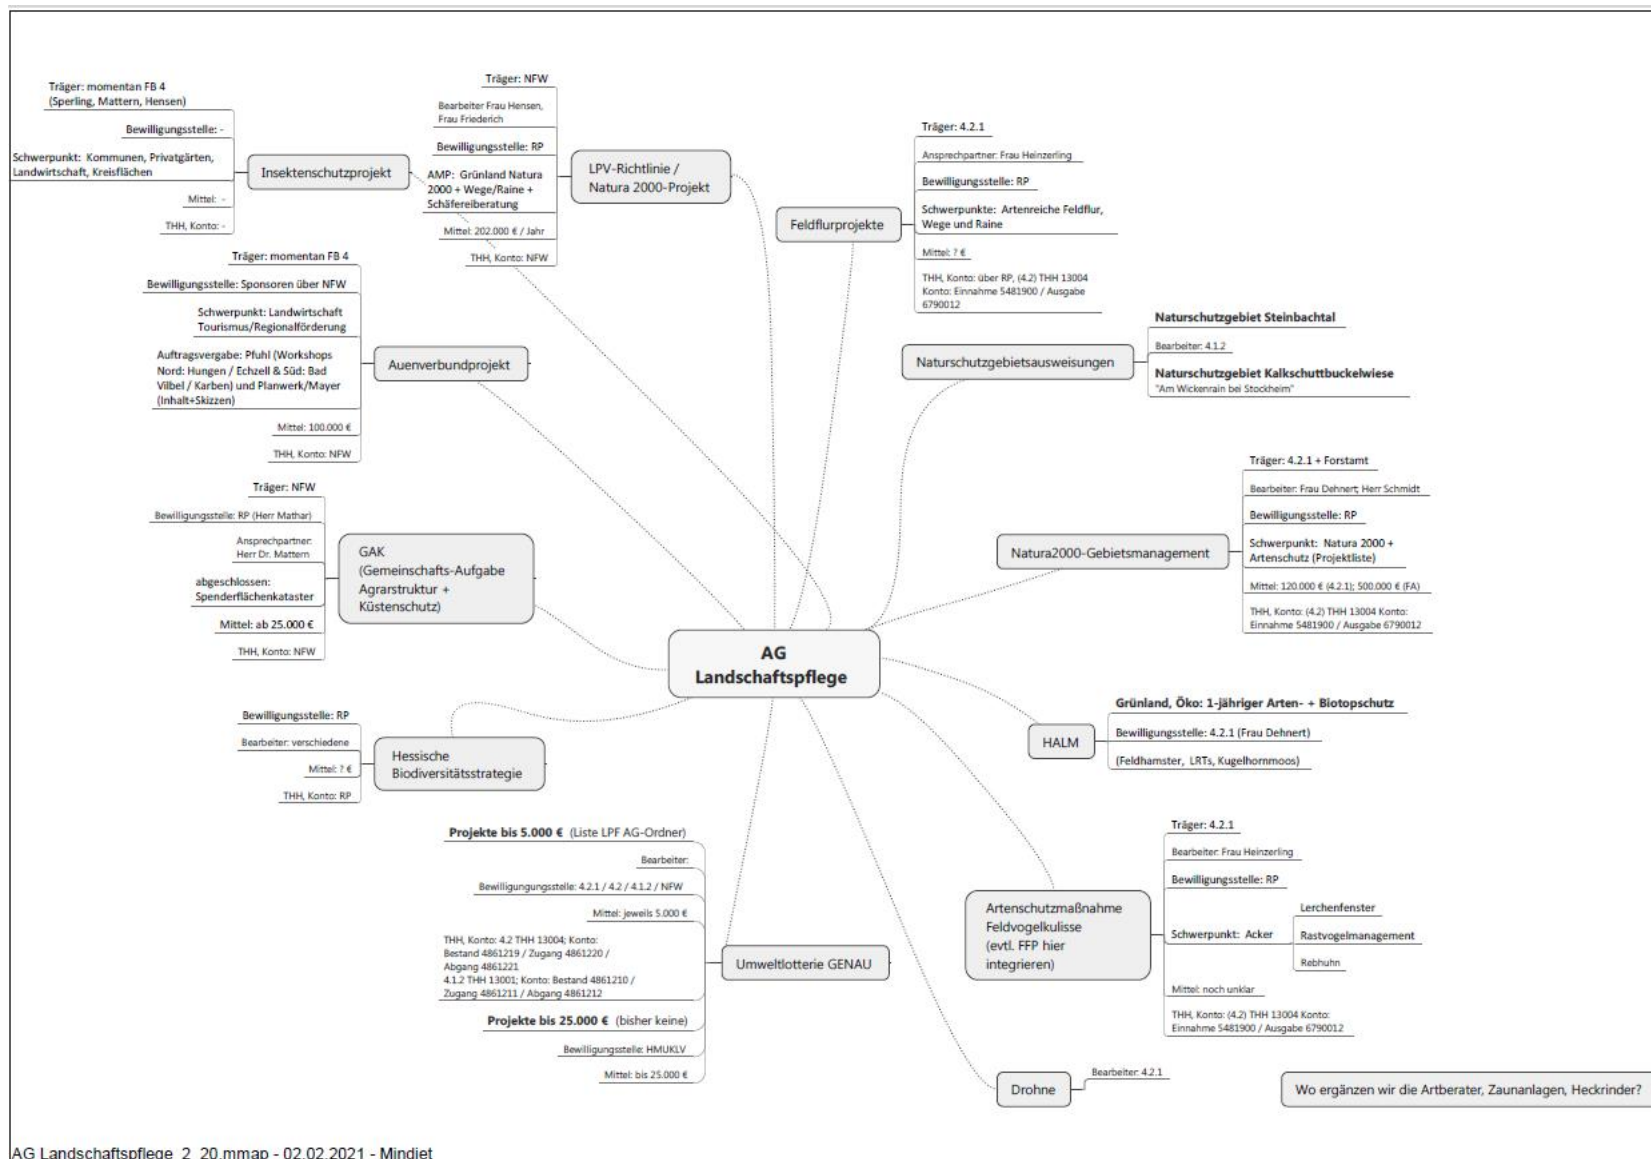 Träger: momentan FB 4
(Sperling, Mattern, Hensen)
Bewilligungsstelle: -
Schwerpunkt: Kommunen, Privatgärten,
Landwirtschaft, Kreisflächen
Mittel: -
THH, Konto: -
Insektenschutzprojekt
Träger: NFW
Bearbeiter Frau Hensen,
Frau Friederich
Bewilligungsstelle: RP
AMP: Grünland Natura
2000 + Wege/Raine +
Schäfereiberatung
Mittel: 202.000 € / Jahr
THH, Konto: NFW
LPV-Richtlinie /
Natura 2000-Projekt
Träger: momentan FB 4
Bewilligungsstelle: Sponsoren über NFW
Schwerpunkt: Landwirtschaft
Tourismus/Regionalförderung
Auftragsvergabe: Pfuhl (Workshops
Nord: Hungen / Echzell & Süd: Bad
Vilbel / Karben) und Planwerk/Mayer
(Inhalt+Skizzen)
Mittel: 100.000 €
THH, Konto: NFW
Auenverbundprojekt
Träger: NFW
Bewilligungsstelle: RP (Herr Mathar)
Ansprechpartner:
Herr Dr. Mattern
abgeschlossen:
Spenderflächenkataster
Mittel: ab 25.000 €
THH, Konto: NFW
GAK
(Gemeinschafts-Aufgabe
Agrarstruktur +
Küstenschutz)
Bewilligungsstelle: RP
Bearbeiter: verschiedene
Mittel: ? €
THH, Konto: RP
Hessische
Biodiversitätsstrategie
Projekte bis 5.000 € (Liste LPF AG-Ordner)
Bearbeiter:
Bewilligungungsstelle: 4.2.1 / 4.2 / 4.1.2 / NFW
Mittel: jeweils 5.000 €
THH, Konto: 4.2 THH 13004; Konto:
Bestand 4861219 / Zugang 4861220 /
Abgang 4861221
4.1.2 THH 13001; Konto: Bestand 4861210 /
Zugang 4861211 / Abgang 4861212
Projekte bis 25.000 € (bisher keine)
Bewilligungsstelle: HMUKLV
Mittel: bis 25.000 €
Umweltlotterie GENAU
AG
Landschaftspflege
Feldflurprojekte
Träger: 4.2.1
Ansprechpartner: Frau Heinzerling
Bewilligungsstelle: RP
Schwerpunkte: Artenreiche Feldflur,
Wege und Raine
Mittel: ? €
THH, Konto: über RP, (4.2) THH 13004
Konto: Einnahme 5481900 / Ausgabe
6790012
Naturschutzgebietsausweisungen
Naturschutzgebiet Steinbachtal
Bearbeiter: 4.1.2
Naturschutzgebiet Kalkschuttbuckelwiese
"Am Wickenrain bei Stockheim"
Natura2000-Gebietsmanagement
Träger: 4.2.1 + Forstamt
Bearbeiter: Frau Dehnert; Herr Schmidt
Bewilligungsstelle: RP
Schwerpunkt: Natura 2000 +
Artenschutz (Projektliste)
Mittel: 120.000 € (4.2.1); 500.000 € (FA)
THH, Konto: (4.2) THH 13004 Konto:
Einnahme 5481900 / Ausgabe 6790012
HALM
Grünland, Öko: 1-jähriger Arten- + Biotopschutz
Bewilligungsstelle: 4.2.1 (Frau Dehnert)
(Feldhamster, LRTs, Kugelhornmoos)
Artenschutzmaßnahme
Feldvogelkulisse
(evtl. FFP hier
integrieren)
Träger: 4.2.1
Bearbeiter: Frau Heinzerling
Bewilligungsstelle: RP
Schwerpunkt: Acker
Lerchenfenster
Rastvogelmanagement
Rebhuhn
Mittel: noch unklar
THH, Konto: (4.2) THH 13004 Konto:
Einnahme 5481900 / Ausgabe 6790012
Drohne
Bearbeiter: 4.2.1
Wo ergänzen wir die Artberater, Zaunanlagen, Heckrinder?
AG Landschaftspflege_2_20.mmap - 02.02.2021 - Mindjet